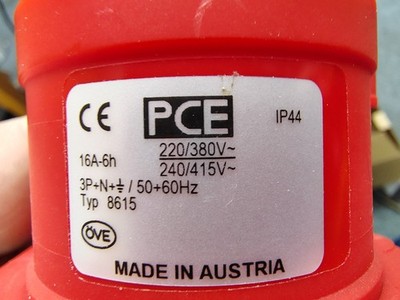 CE PCE IP44
16A-6h 220/380V~
240/415V~
3P+N+⏚ / 50+60Hz
Typ 8615
ÖVE
MADE IN AUSTRIA